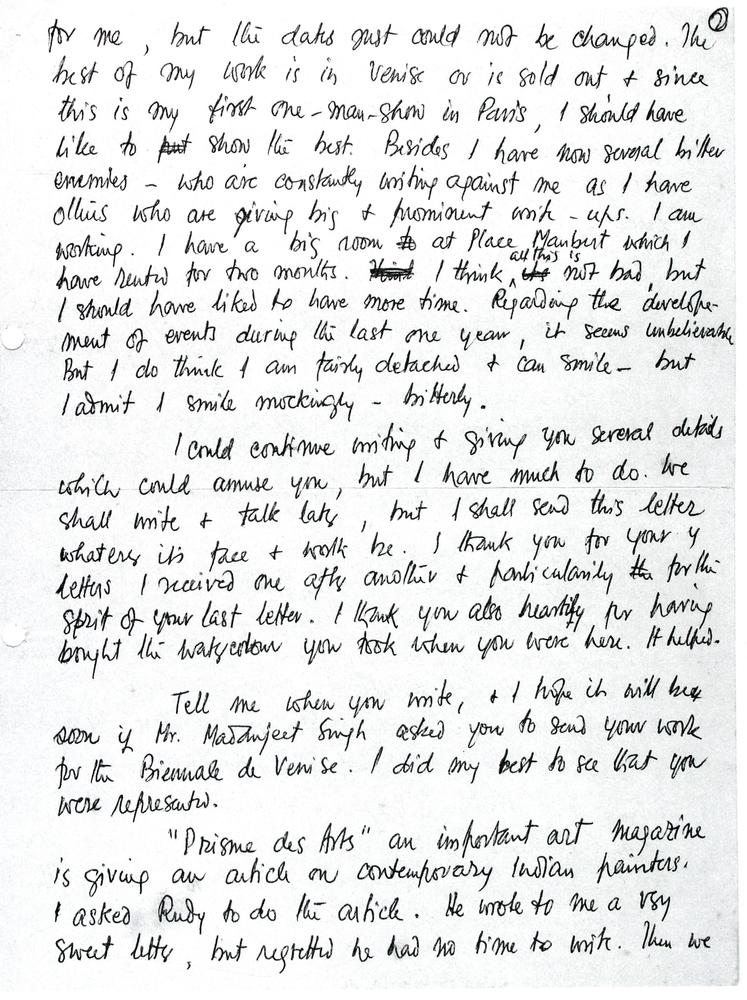 2
for me, but the dates just could not be changed. The
best of my work is in Venise or is sold out, & since
this is my first one-man-show in Paris, I should have
like to put show the best. Besides I have now several bitter
enemies - who are constantly writing against me as I have
others who are giving big & prominent write-ups. I am
working. I have a big room to at Place Maubert which I
have rented for two months. I think all this is not bad, but
I should have liked to have more time. Regarding the develope-
ment of events during the last one year, it seems unbelievable
But I do think I am fairly detached & can smile - but
I admit I smile mockingly - bitterly.
I could continue writing & giving you several details
which could amuse you, but I have much to do. We
shall write & talk later, but I shall send this letter
whatever its face & worth be. I thank you for your 4
letters I received one after another & particularily for the
spirit of your last letter. I thank you also heartily for having
bought the watercolour you took when you were here. It helped.
Tell me when you write, & I hope it will be
soon if Mr. Madanjeet Singh asked you to send your work
for the Biennale de Venise. I did my best to see that you
were represented.
"Prisme des Arts" an important art magazine
is giving an article on contemporary Indian painters.
I asked Rudy to do the article. He wrote to me a very
sweet letter, but regretted he had no time to write. Then we